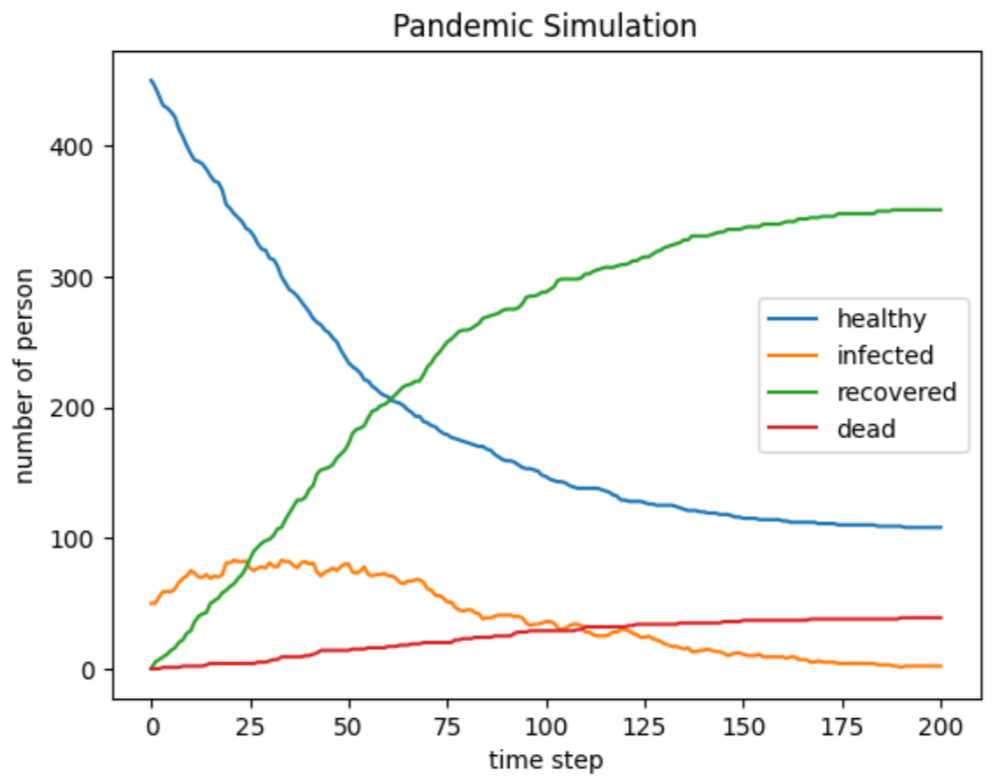 Pandemic Simulation
number of person
400
300
200
100
0
healthy
infected
recovered
dead
0 25 50 75 100 125 150 175 200
time step